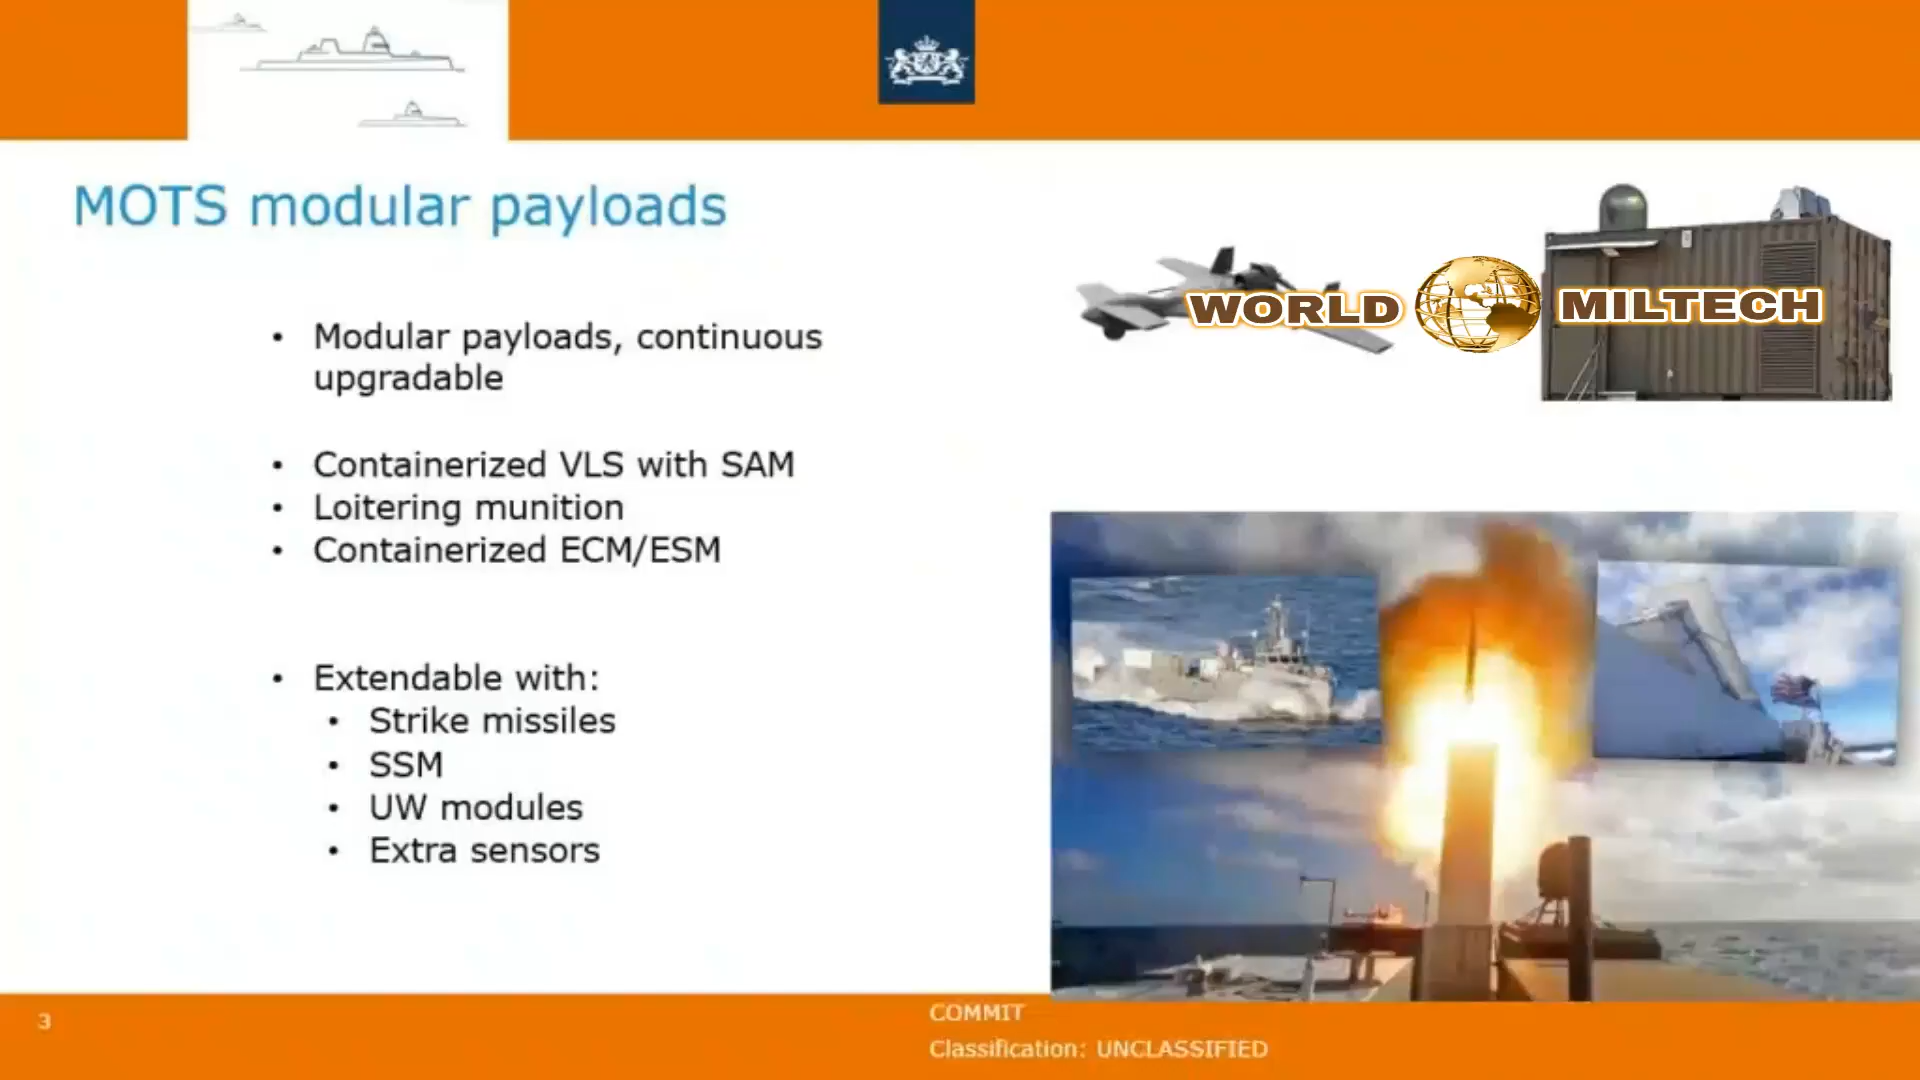 MOTS modular payloads
WORLD MILTECH
• Modular payloads, continuous
upgradable
• Containerized VLS with SAM
• Loitering munition
• Containerized ECM/ESM
• Extendable with:
• Strike missiles
• SSM
• UW modules
• Extra sensors
3
COMMIT
Classification: UNCLASSIFIED